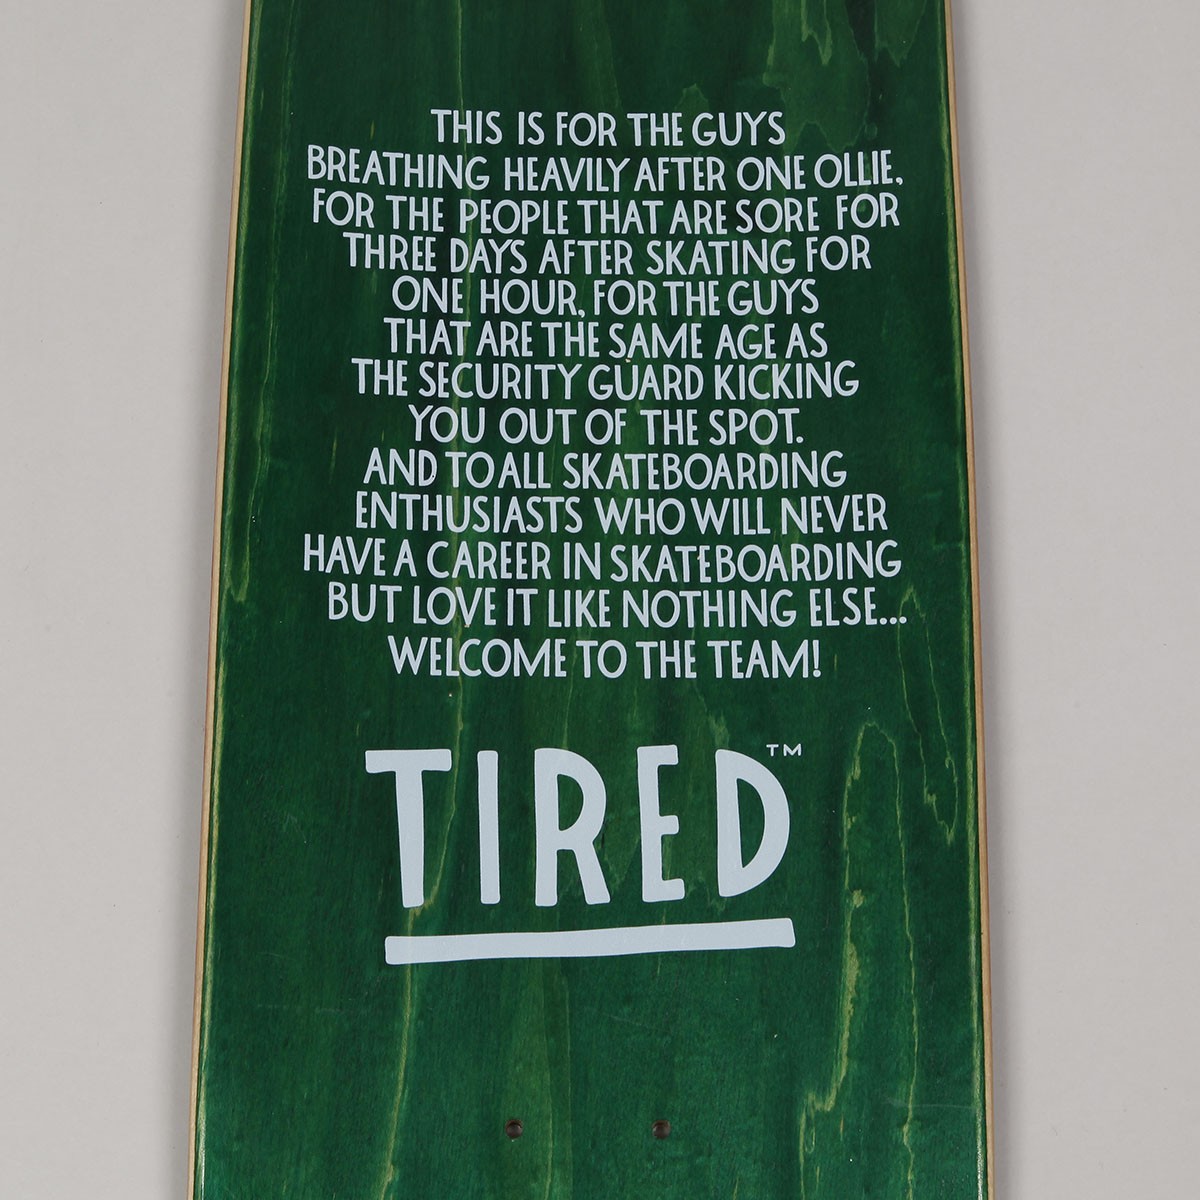 THIS IS FOR THE GUYS
BREATHING HEAVILY AFTER ONE OLLIE,
FOR THE PEOPLE THAT ARE SORE FOR
THREE DAYS AFTER SKATING FOR
ONE HOUR, FOR THE GUYS
THAT ARE THE SAME AGE AS
THE SECURITY GUARD KICKING
YOU OUT OF THE SPOT.
AND TO ALL SKATEBOARDING
ENTHUSIASTS WHO WILL NEVER
HAVE A CAREER IN SKATEBOARDING
BUT LOVE IT LIKE NOTHING ELSE...
WELCOME TO THE TEAM!
TIRED™